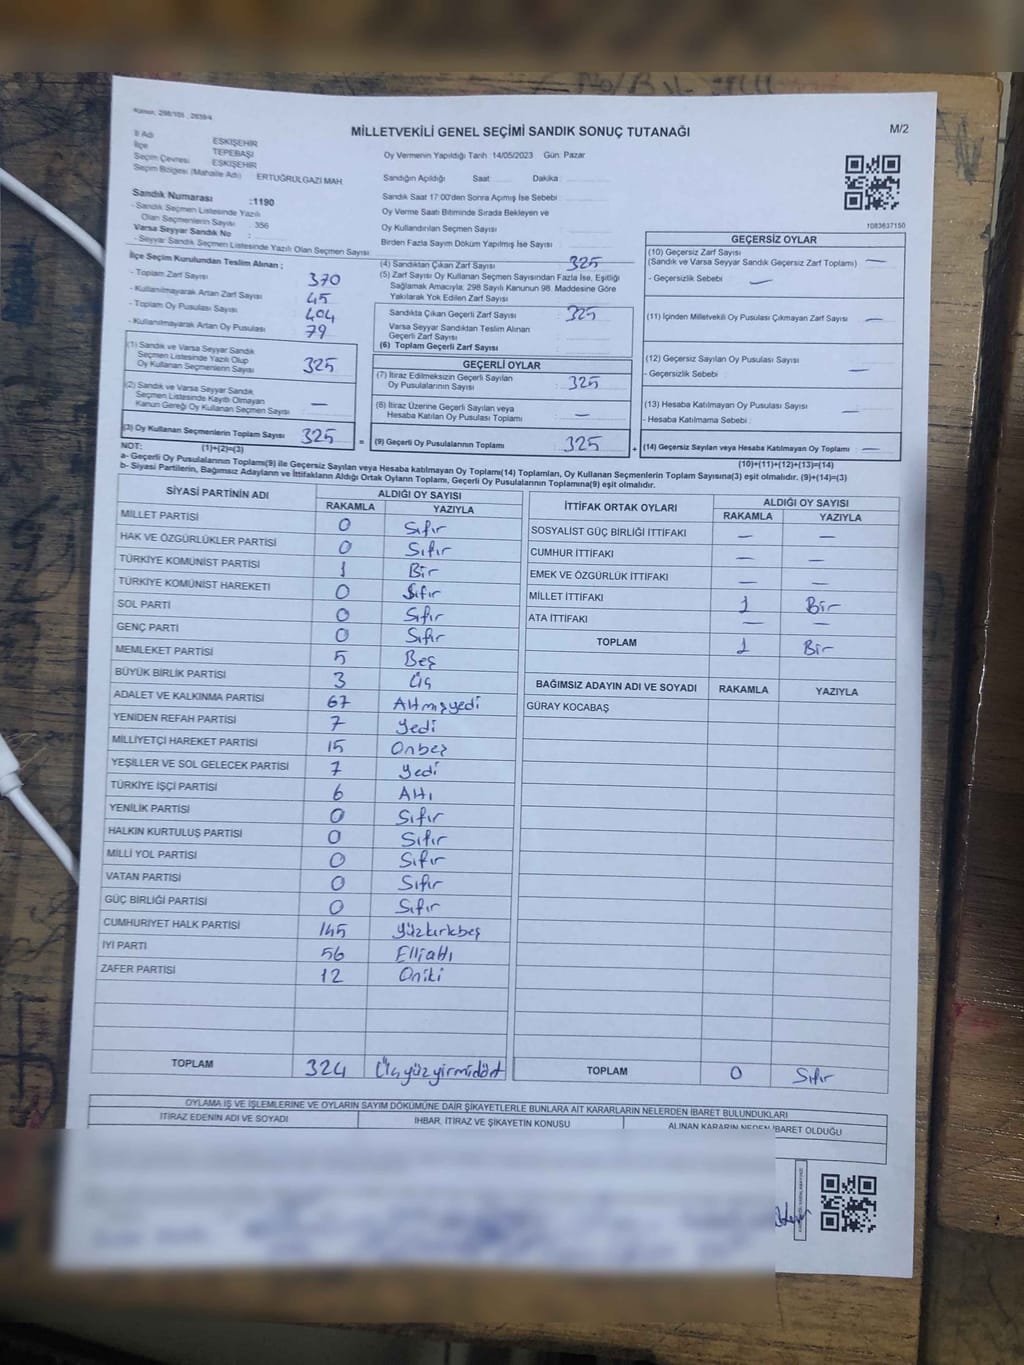 MİLLETVEKİLİ GENEL SEÇİMİ SANDIK SONUÇ TUTANAĞI
M/2
İl Adı ESKİŞEHİR
İlçe TEPEBAŞI
Seçim Çevresi ESKİŞEHİR
Seçim Bölgesi (Mahalle Adı) ERTUĞRULGAZİ MAH
Oy Vermenin Yapıldığı Tarih 14/05/2023 Gün: Pazar
Sandığın Açıldığı Saat: Dakika:
Sandık Saat 17:00'den Sonra Açımış İse Sebebi :
Oy Verme Saati Bitiminde Sırada Bekleyen ve
Oy Kullandırılan Seçmen Sayısı
Birden Fazla Sayım Döküm Yapılmış İse Sayısı
1083637150
Sandık Numarası :1190
- Sandık Seçmen Listesinde Yazılı
Olan Seçmenlerin Sayısı : 356
Varsa Seyyar Sandık No :
- Seyyar Sandık Seçmen Listesinde Yazılı Olan Seçmen Sayısı:
İlçe Seçim Kurulundan Teslim Alınan ;
- Toplam Zarf Sayısı 370
- Kullanılmayarak Artan Zarf Sayısı 45
- Toplam Oy Pusulası Sayısı 404
- Kullanılmayarak Artan Oy Pusulası 79
(1) Sandık ve Varsa Seyyar Sandık
Seçmen Listesinde Yazılı Olup
Oy Kullanan Seçmenlerin Sayısı 325
(2) Sandık ve Varsa Seyyar Sandık
Seçmen Listesinde Kayıtlı Olmayan
Kanun Gereği Oy Kullanan Seçmen Sayısı : —
(3) Oy Kullanan Seçmenlerin Toplam Sayısı 325 =
(4) Sandıktan Çıkan Zarf Sayısı 325
(5) Zarf Sayısı Oy Kullanan Seçmen Sayısından Fazla İse, Eşitliği
Sağlamak Amacıyla; 298 Sayılı Kanunun 98. Maddesine Göre
Yakılarak Yok Edilen Zarf Sayısı
Sandıkta Çıkan Geçerli Zarf Sayısı : 325
Varsa Seyyar Sandıktan Teslim Alınan
Geçerli Zarf Sayısı
(6) Toplam Geçerli Zarf Sayısı
GEÇERLİ OYLAR
(7) İtiraz Edilmeksizin Geçerli Sayılan
Oy Pusulalarının Sayısı : 325
(8) İtiraz Üzerine Geçerli Sayılan veya
Hesaba Katılan Oy Pusulası Toplamı : —
(9) Geçerli Oy Pusulalarının Toplamı 325 +
GEÇERSİZ OYLAR
(10) Geçersiz Zarf Sayısı
(Sandık ve Varsa Seyyar Sandık Geçersiz Zarf Toplamı) —
- Geçersizlik Sebebi : —
(11) İçinden Milletvekili Oy Pusulası Çıkmayan Zarf Sayısı —
(12) Geçersiz Sayılan Oy Pusulası Sayısı
- Geçersizlik Sebebi : —
(13) Hesaba Katılmayan Oy Pusulası Sayısı —
- Hesaba Katılmama Sebebi :
(14) Geçersiz Sayılan veya Hesaba Katılmayan Oy Toplamı : —
NOT: (1)+(2)=(3) (10)+(11)+(12)+(13)=(14)
a- Geçerli Oy Pusulalarının Toplamı(9) ile Geçersiz Sayılan veya Hesaba katılmayan Oy Toplamı(14) Toplamları, Oy Kullanan Seçmenlerin Toplam Sayısına(3) eşit olmalıdır. (9)+(14)=(3)
b- Siyasi Partilerin, Bağımsız Adayların ve İttifakların Aldığı Ortak Oyların Toplamı, Geçerli Oy Pusulalarının Toplamına(9) eşit olmalıdır.
SİYASİ PARTİNİN ADI ALDIĞI OY SAYISI
RAKAMLA YAZIYLA
MİLLET PARTİSİ 0 Sıfır
HAK VE ÖZGÜRLÜKLER PARTİSİ 0 Sıfır
TÜRKİYE KOMÜNİST PARTİSİ 1 Bir
TÜRKİYE KOMÜNİST HAREKETİ 0 Sıfır
SOL PARTİ 0 Sıfır
GENÇ PARTİ 0 Sıfır
MEMLEKET PARTİSİ 5 Beş
BÜYÜK BİRLİK PARTİSİ 3 Üç
ADALET VE KALKINMA PARTİSİ 67 Altmışyedi
YENİDEN REFAH PARTİSİ 7 Yedi
MİLLİYETÇİ HAREKET PARTİSİ 15 Onbeş
YEŞİLLER VE SOL GELECEK PARTİSİ 7 Yedi
TÜRKİYE İŞÇİ PARTİSİ 6 Altı
YENİLİK PARTİSİ 0 Sıfır
HALKIN KURTULUŞ PARTİSİ 0 Sıfır
MİLLİ YOL PARTİSİ 0 Sıfır
VATAN PARTİSİ 0 Sıfır
GÜÇ BİRLİĞİ PARTİSİ 0 Sıfır
CUMHURİYET HALK PARTİSİ 145 Yüzkırkbeş
İYİ PARTİ 56 Elliatlı
ZAFER PARTİSİ 12 Oniki
TOPLAM 324 Üçyüzyirmidört
İTTİFAK ORTAK OYLARI ALDIĞI OY SAYISI
RAKAMLA YAZIYLA
SOSYALİST GÜÇ BİRLİĞİ İTTİFAKI — —
CUMHUR İTTİFAKI — —
EMEK VE ÖZGÜRLÜK İTTİFAKI — —
MİLLET İTTİFAKI 1 Bir
ATA İTTİFAKI — —
TOPLAM 1 Bir
BAĞIMSIZ ADAYIN ADI VE SOYADI RAKAMLA YAZIYLA
GÜRAY KOCABAŞ
TOPLAM 0 Sıfır
OYLAMA İŞ VE İŞLEMLERİNE VE OYLARIN SAYIM DÖKÜMÜNE DAİR ŞİKAYETLERLE BUNLARA AİT KARARLARIN NELERDEN İBARET BULUNDUKLARI
İTİRAZ EDENİN ADI VE SOYADI İHBAR, İTİRAZ VE ŞİKAYETİN KONUSU ALINAN KARARIN NEDEN İBARET OLDUĞU